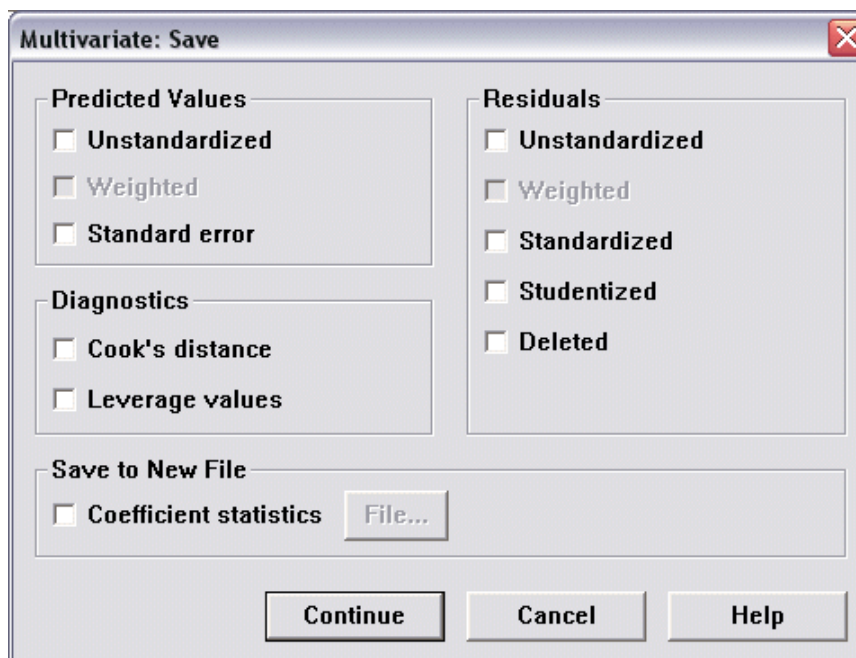 Multivariate: Save
Predicted Values
Unstandardized
Weighted
Standard error
Diagnostics
Cook's distance
Leverage values
Residuals
Unstandardized
Weighted
Standardized
Studentized
Deleted
Save to New File
Coefficient statistics File...
Continue Cancel Help